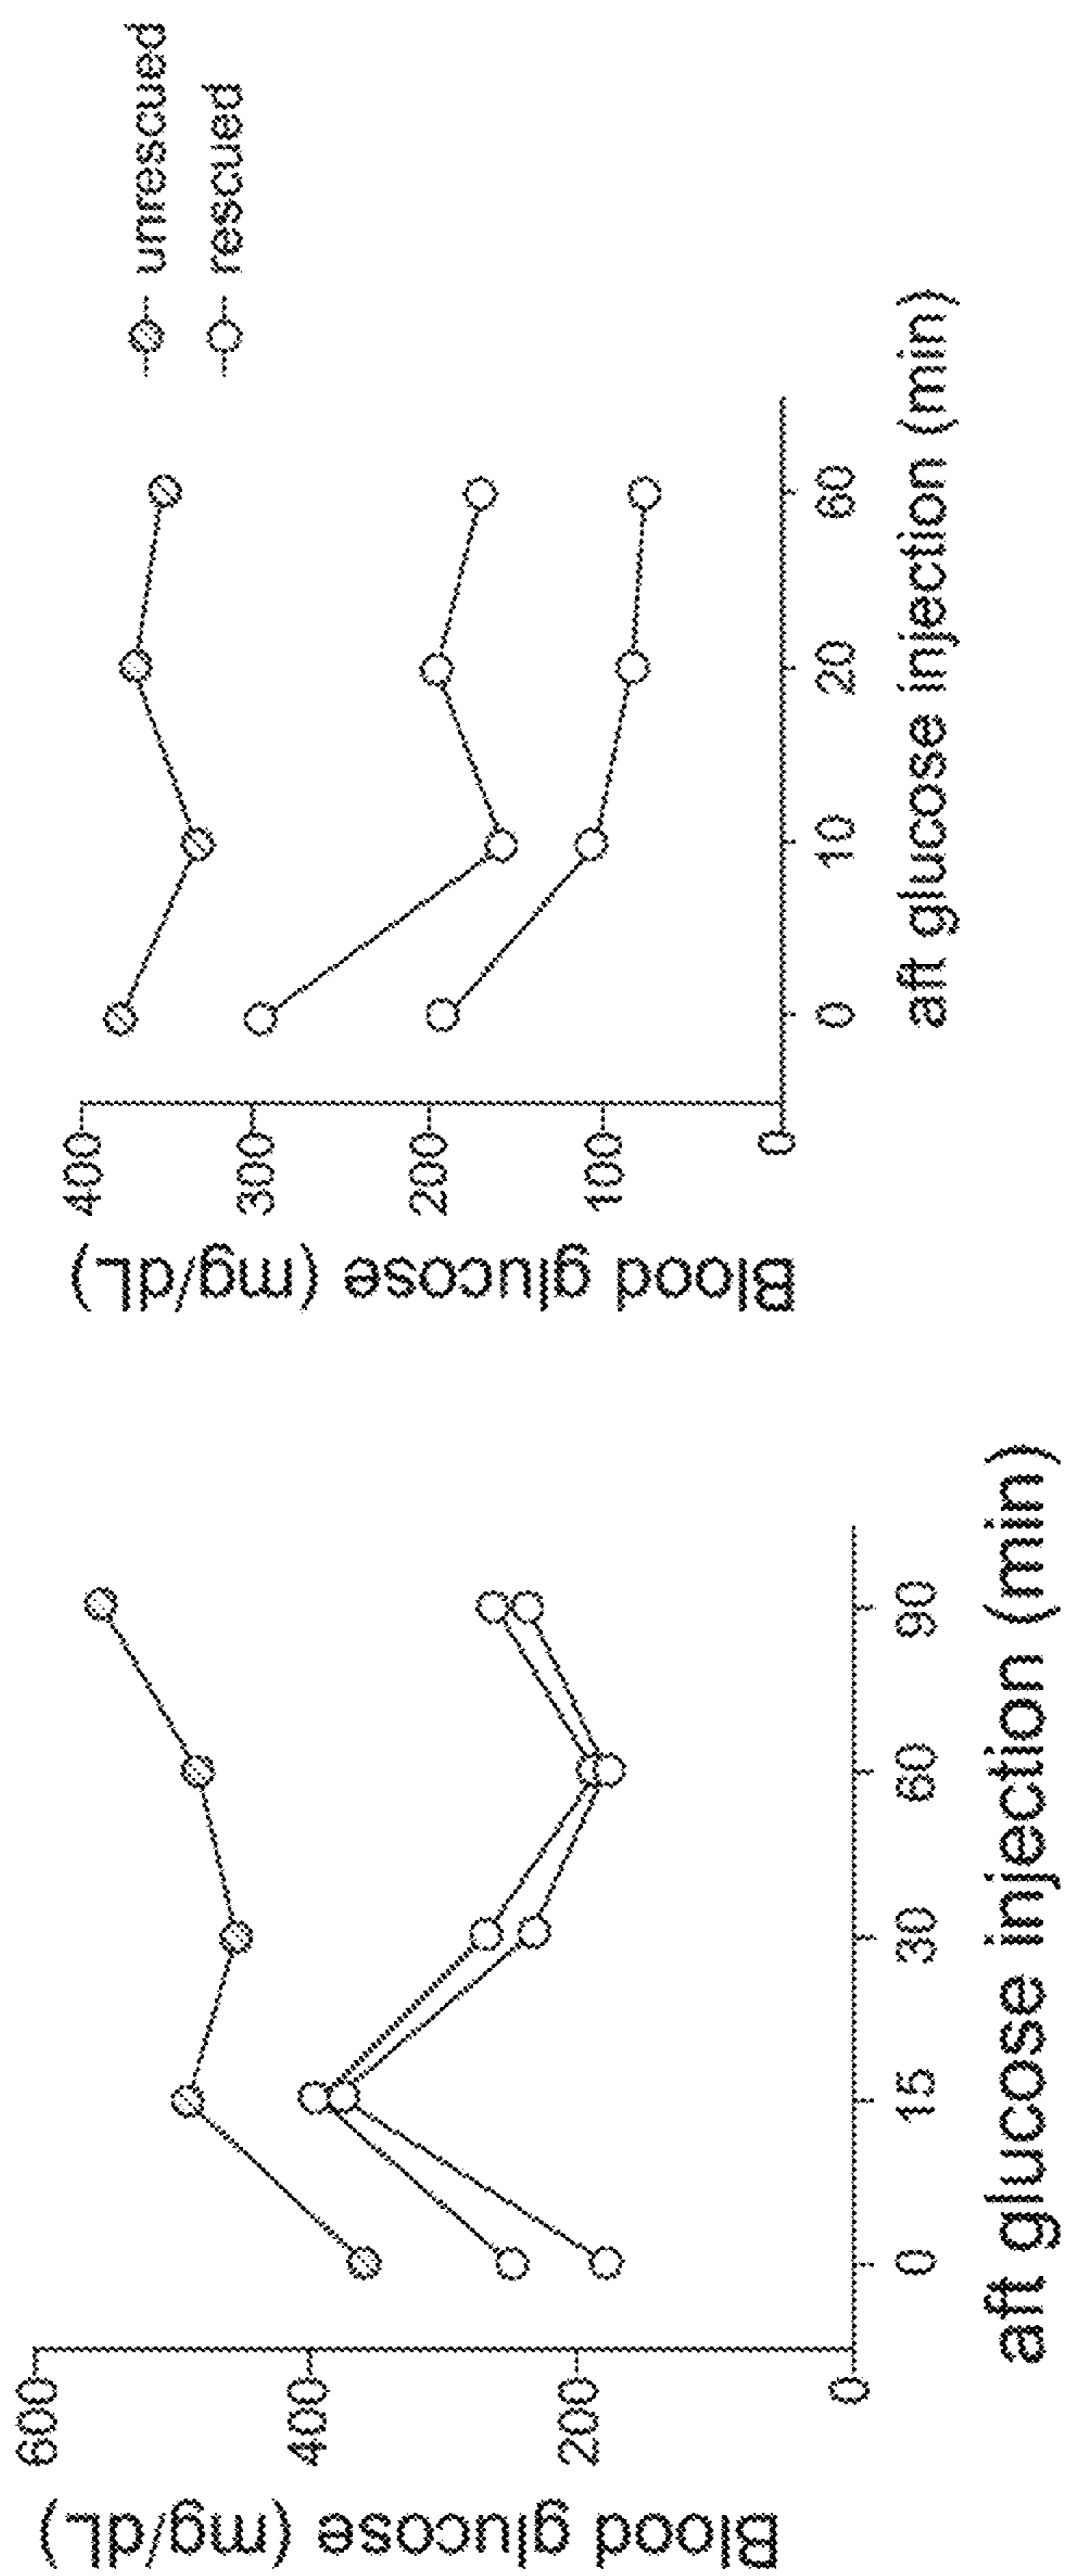 Blood glucose (mg/dL)
600
400
200
0
0 15 30 60 90
aft glucose injection (min)
Blood glucose (mg/dL)
400
300
200
100
0
0 10 20 60
aft glucose injection (min)
unrescued
rescued